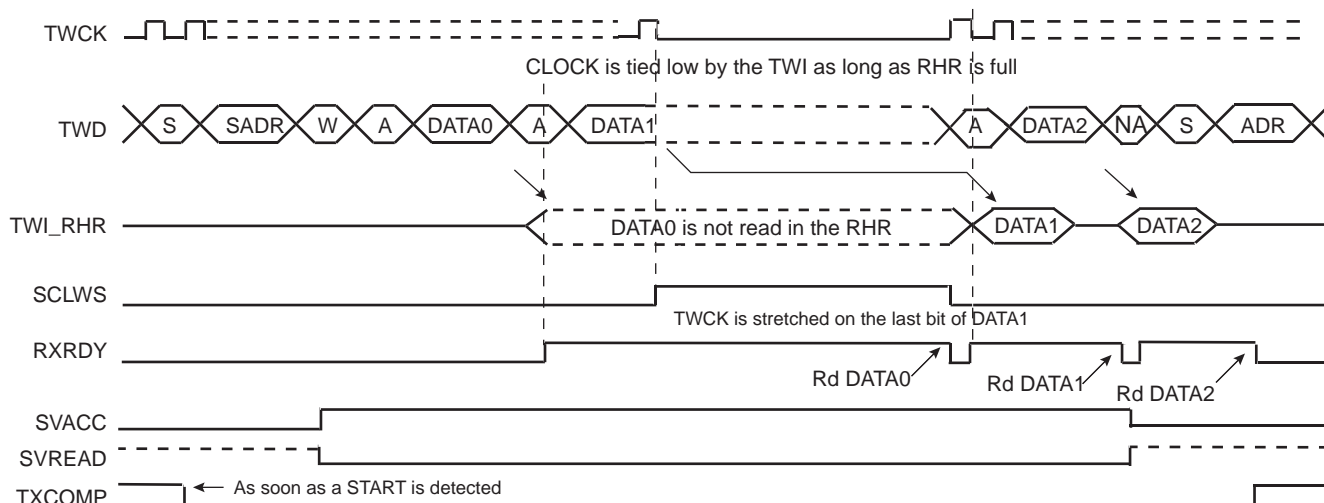 TWCK
CLOCK is tied low by the TWI as long as RHR is full
TWD S SADR W A DATA0 A DATA1 A DATA2 NA S ADR
TWI_RHR DATA0 is not read in the RHR DATA1 DATA2
SCLWS
TWCK is stretched on the last bit of DATA1
RXRDY
Rd DATA0 Rd DATA1 Rd DATA2
SVACC
SVREAD
TXCOMP As soon as a START is detected